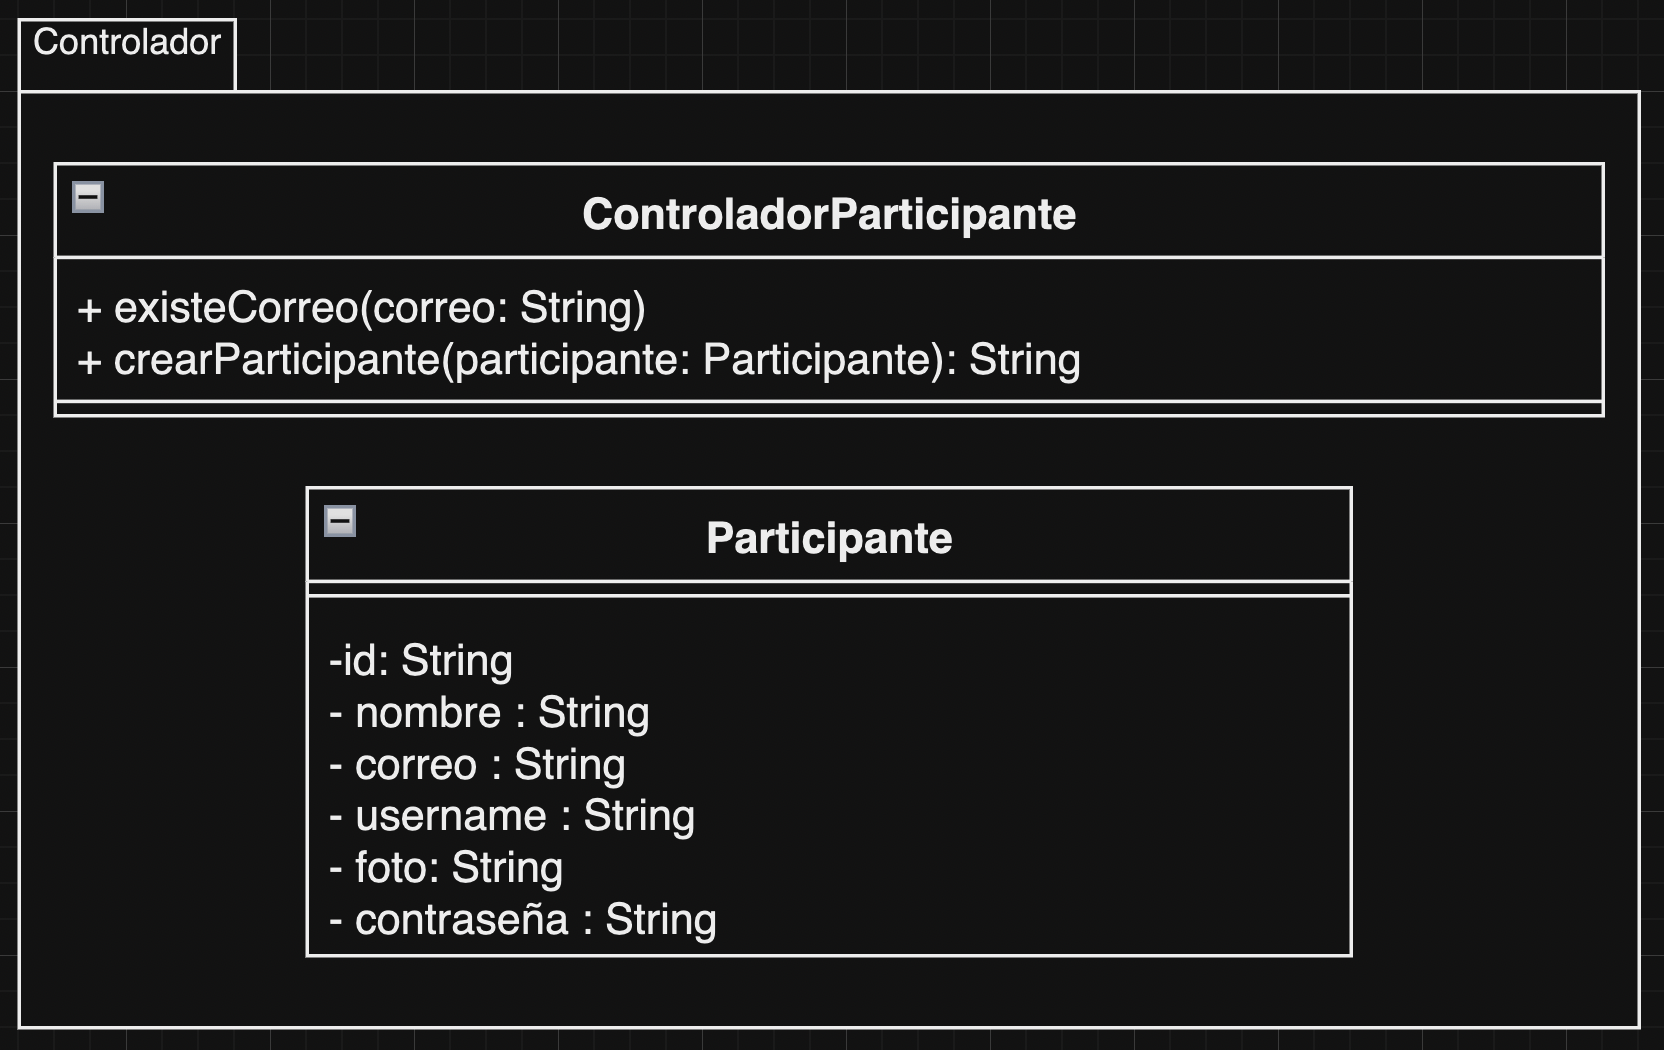 Controlador
ControladorParticipante
+ existeCorreo(correo: String)
+ crearParticipante(participante: Participante): String
Participante
-id: String
- nombre : String
- correo : String
- username : String
- foto: String
- contraseña : String